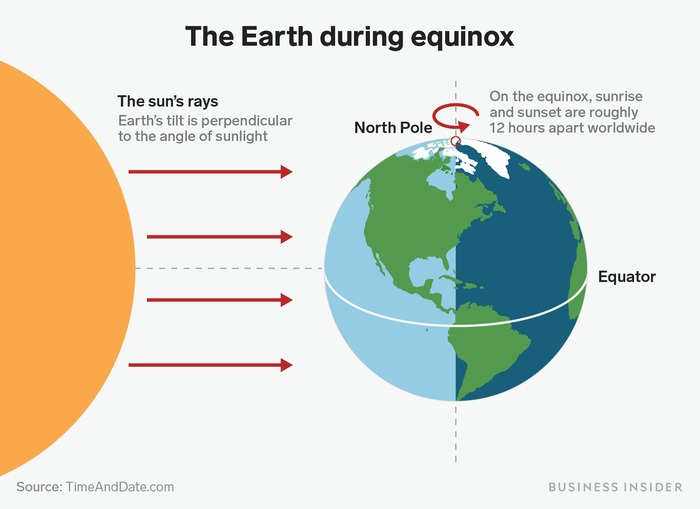 The Earth during equinox
The sun's rays
Earth's tilt is perpendicular
to the angle of sunlight
On the equinox, sunrise
and sunset are roughly
12 hours apart worldwide
North Pole
Equator
Source: TimeAndDate.com
BUSINESS INSIDER